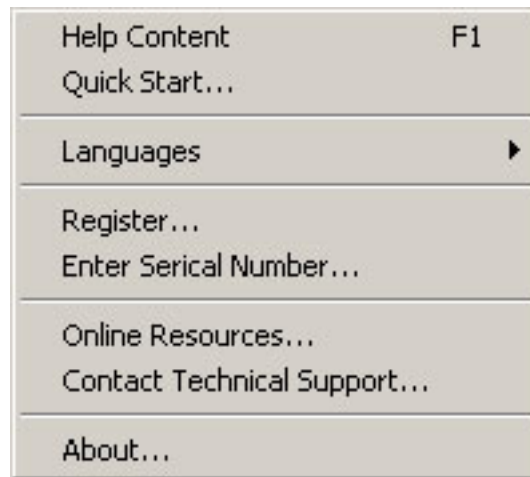 Help Content F1
Quick Start...
Languages
Register...
Enter Serical Number...
Online Resources...
Contact Technical Support...
About...